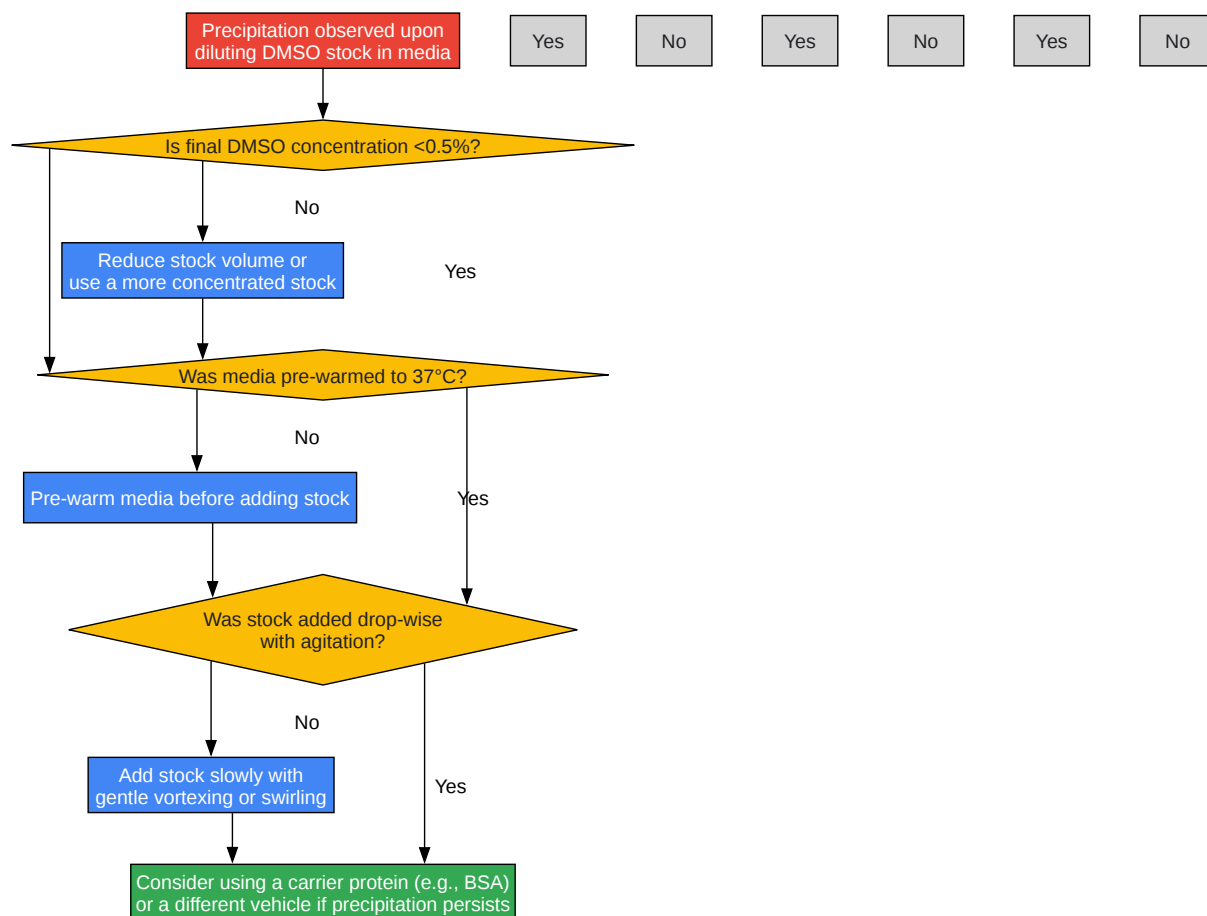 Precipitation observed upon
diluting DMSO stock in media
Yes
No
Yes
No
Yes
No
Is final DMSO concentration <0.5%?
No
Reduce stock volume or
use a more concentrated stock
Yes
Was media pre-warmed to 37°C?
No
Pre-warm media before adding stock
Yes
Was stock added drop-wise
with agitation?
No
Add stock slowly with
gentle vortexing or swirling
Yes
Consider using a carrier protein (e.g., BSA)
or a different vehicle if precipitation persists